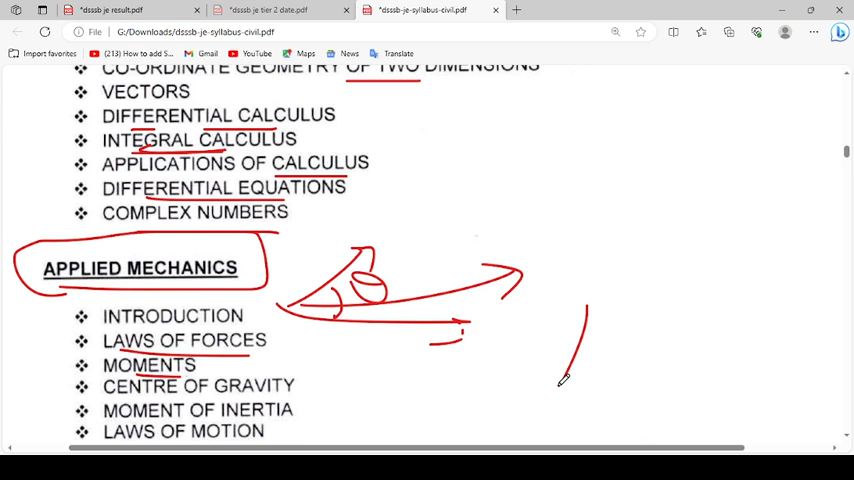 *dsssb je result.pdf
*dsssb je tier 2 date.pdf
*dsssb-je-syllabus-civil.pdf
File
G:/Downloads/dsssb-je-syllabus-civil.pdf
Import favorites
(213) How to add S...
Gmail
YouTube
Maps
News
Translate
CO-ORDINATE GEOMETRY OF TWO DIMENSIONS
❖ VECTORS
❖ DIFFERENTIAL CALCULUS
❖ INTEGRAL CALCULUS
❖ APPLICATIONS OF CALCULUS
❖ DIFFERENTIAL EQUATIONS
❖ COMPLEX NUMBERS
APPLIED MECHANICS
θ
❖ INTRODUCTION
❖ LAWS OF FORCES
❖ MOMENTS
❖ CENTRE OF GRAVITY
❖ MOMENT OF INERTIA
❖ LAWS OF MOTION